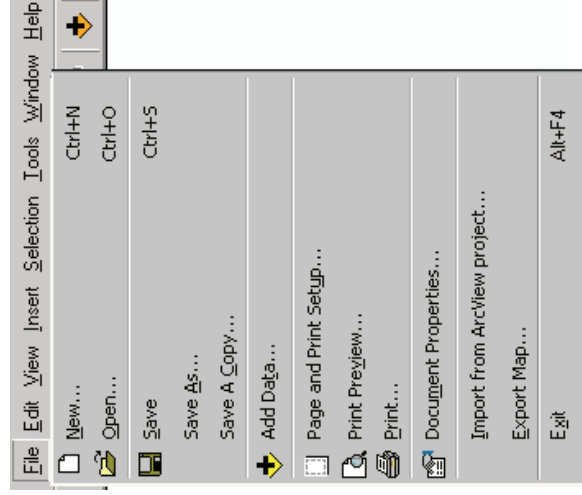 File Edit View Insert Selection Tools Window Help
New... Ctrl+N
Open... Ctrl+O
Save Ctrl+S
Save As...
Save A Copy...
Add Data...
Page and Print Setup...
Print Preview...
Print...
Document Properties...
Import from ArcView project...
Export Map...
Exit Alt+F4